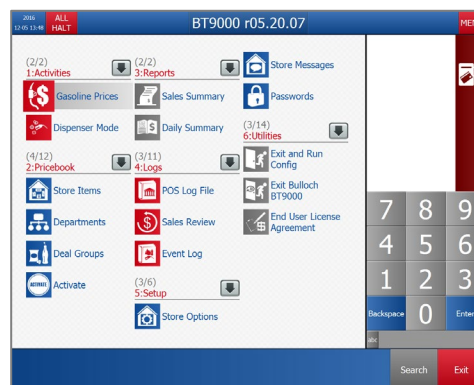 2016
12-05 13:48
ALL
HALT
BT9000 r05.20.07
MEN
(2/2)
1:Activities
Gasoline Prices
Dispenser Mode
(4/12)
2:Pricebook
Store Items
Departments
Deal Groups
ACTIVATE
Activate
(2/2)
3:Reports
Sales Summary
Daily Summary
(3/11)
4:Logs
POS Log File
Sales Review
Event Log
(3/6)
5:Setup
Store Options
Store Messages
Passwords
(3/14)
6:Utilities
Exit and Run
Config
Exit Bulloch
BT9000
End User License
Agreement
7 8 9
4 5 6
1 2 3
Backspace 0 Enter
abc
Search Exit